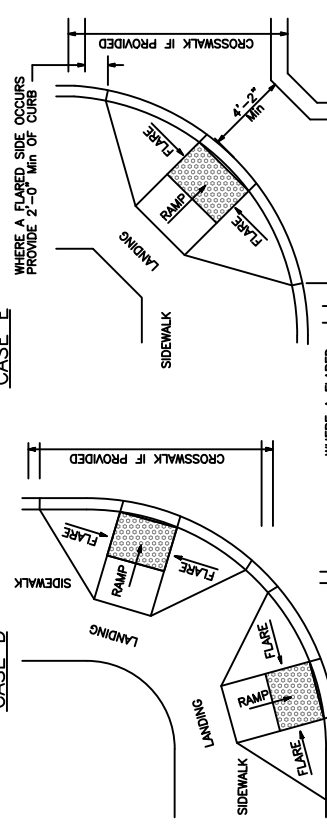 CASE E
WHERE A FLARED SIDE OCCURS
PROVIDE 2'-0" Min OF CURB
CROSSWALK IF PROVIDED
FLARE
RAMP
FLARE
LANDING
SIDEWALK
4'-2"
Min
CASE D
CROSSWALK IF PROVIDED
SIDEWALK
FLARE
RAMP
FLARE
LANDING
LANDING
FLARE
RAMP
FLARE
SIDEWALK
WHERE A FLARED